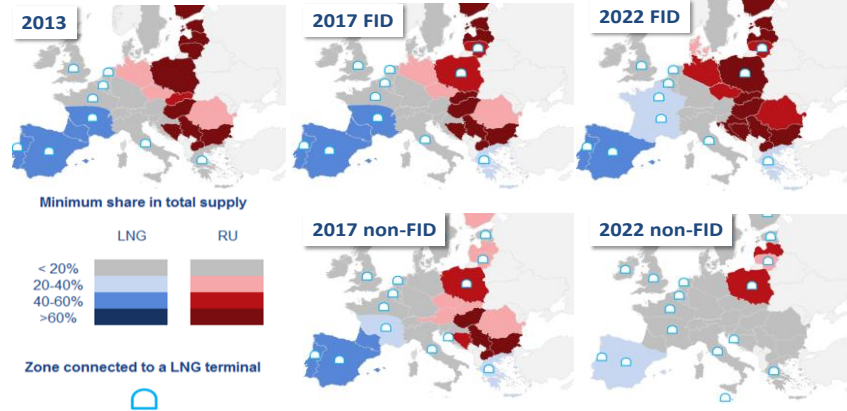 2013
2017 FID
2022 FID
Minimum share in total supply
LNG RU
< 20%
20-40%
40-60%
>60%
Zone connected to a LNG terminal
2017 non-FID
2022 non-FID